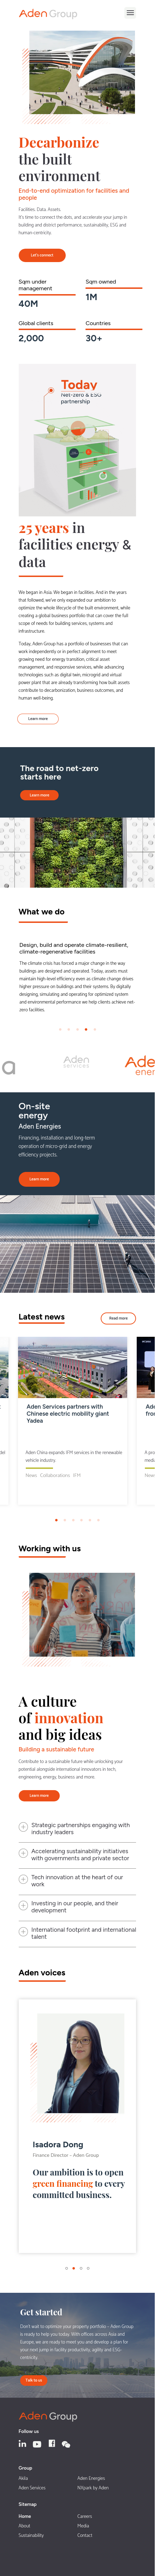 Aden Group
Decarbonize
the built
environment
End-to-end optimization for facilities and
people
Facilities. Data. Assets.
It's time to connect the dots, and accelerate your jump in
building and district performance, sustainability, ESG and
human-centricity.
Let's connect
Sqm under
management
40M
Sqm owned
1M
Global clients
2,000
Countries
30+
Today
Net-zero & ESG
partnership
25 years in
facilities energy &
data
We began in Asia. We began in facilities. And in the years
that followed, we've only expanded our ambition: to
optimize the whole lifecycle of the built environment, while
creating a global business portfolio that can cover the full
scope of needs for building services, systems and
infrastructure.
Today, Aden Group has a portfolio of businesses that can
work independently or in perfect alignment to meet
growing need for energy transition, critical asset
management, and responsive services, while advancing
technologies such as digital twin, microgrid and virtual
power plant that are already transforming how built assets
contribute to decarbonization, business outcomes, and
human well-being.
Learn more
The road to net-zero
starts here
Learn more
What we do
Design, build and operate climate-resilient,
climate-regenerative facilities
The climate crisis has forced a major change in the way
buildings are designed and operated. Today, assets must
maintain high levels of efficiency even as climate change drives
higher pressures on buildings and their systems. By digitally
designing, simulating and operating for optimized system
and environmental performance we help clients achieve net-
zero facilities.
a
Aden
SERVICES
Ade
ener
On-site
energy
Aden Energies
Financing, installation and long-term
operation of micro-grid and energy
efficiency projects.
Learn more
Latest news
Read more
Aden Services partners with
Chinese electric mobility giant
Yadea
Aden China expands IFM services in the renewable
vehicle industry.
News Collaborations IFM
Working with us
A culture
of innovation
and big ideas
Building a sustainable future
Contribute to a sustainable future while unlocking your
potential alongside international innovators in tech,
engineering, energy, business and more.
Learn more
Strategic partnerships engaging with
industry leaders
Accelerating sustainability initiatives
with governments and private sector
Tech innovation at the heart of our
work
Investing in our people, and their
development
International footprint and international
talent
Aden voices
Isadora Dong
Finance Director - Aden Group
Our ambition is to open
green financing to every
committed business.
Get started
Don't wait to optimize your property portfolio - Aden Group
is ready to help you today. With offices across Asia and
Europe, we are ready to meet you and develop a plan for
your next jump in facility productivity, agility and ESG-
centricity.
Talk to us
Aden Group
Follow us
Group
Akila
Aden Energies
Aden Services
NXpark by Aden
Sitemap
Home
Careers
About
Media
Sustainability
Contact